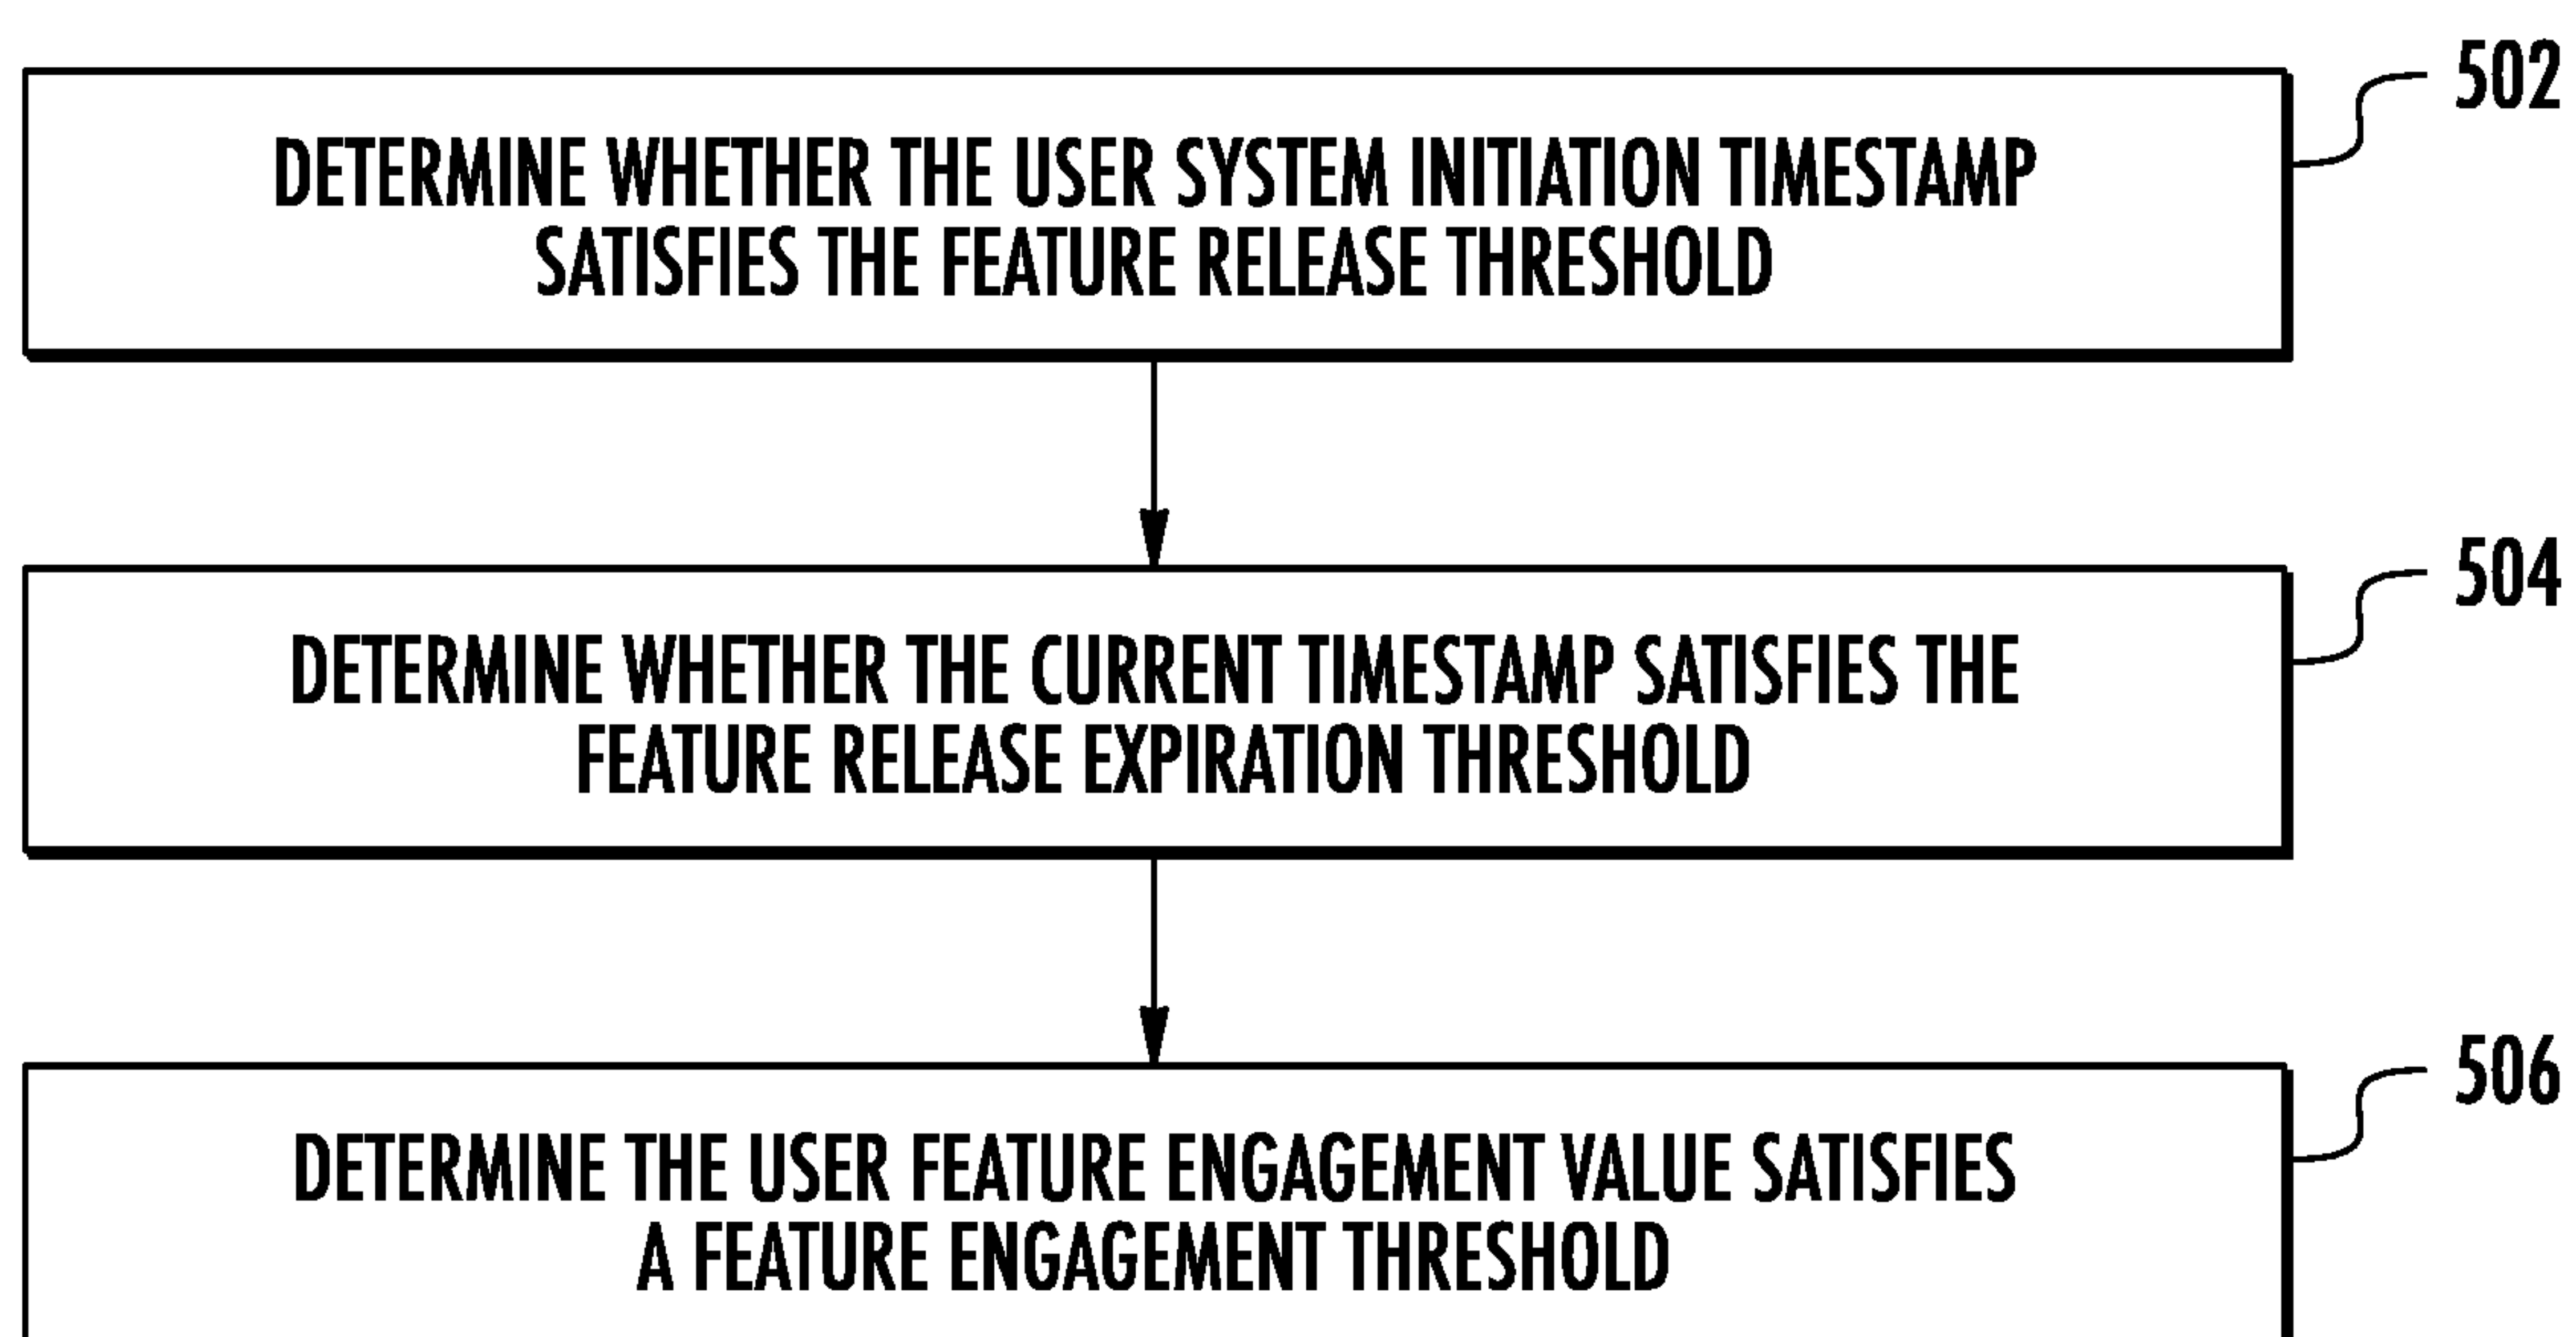 502
DETERMINE WHETHER THE USER SYSTEM INITIATION TIMESTAMP
SATISFIES THE FEATURE RELEASE THRESHOLD
504
DETERMINE WHETHER THE CURRENT TIMESTAMP SATISFIES THE
FEATURE RELEASE EXPIRATION THRESHOLD
506
DETERMINE THE USER FEATURE ENGAGEMENT VALUE SATISFIES
A FEATURE ENGAGEMENT THRESHOLD